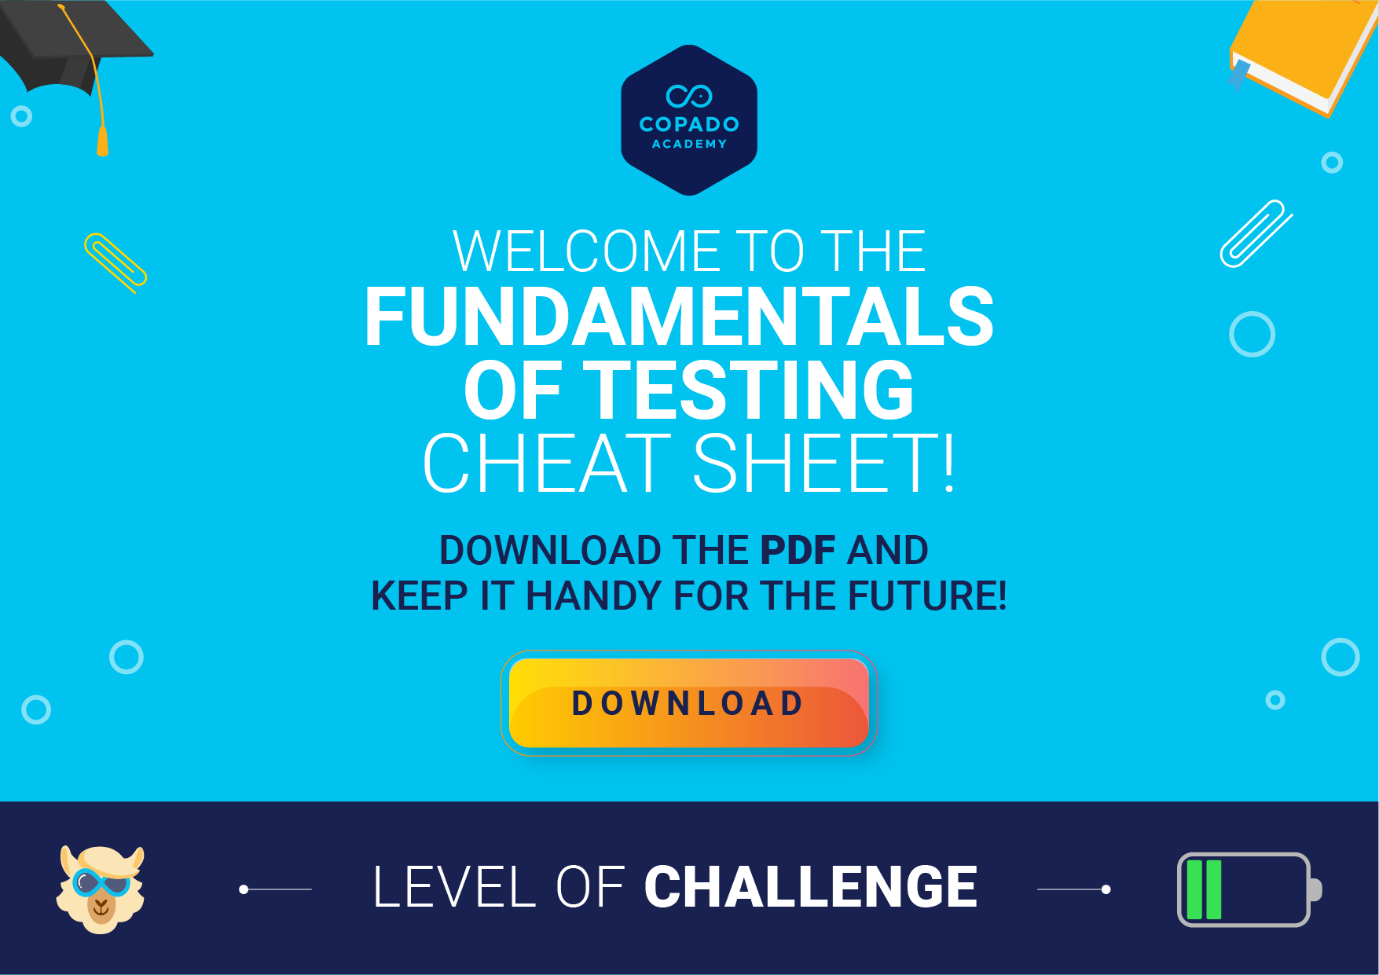 COPADO
ACADEMY
WELCOME TO THE
FUNDAMENTALS
OF TESTING
CHEAT SHEET!
DOWNLOAD THE PDF AND
KEEP IT HANDY FOR THE FUTURE!
DOWNLOAD
LEVEL OF CHALLENGE